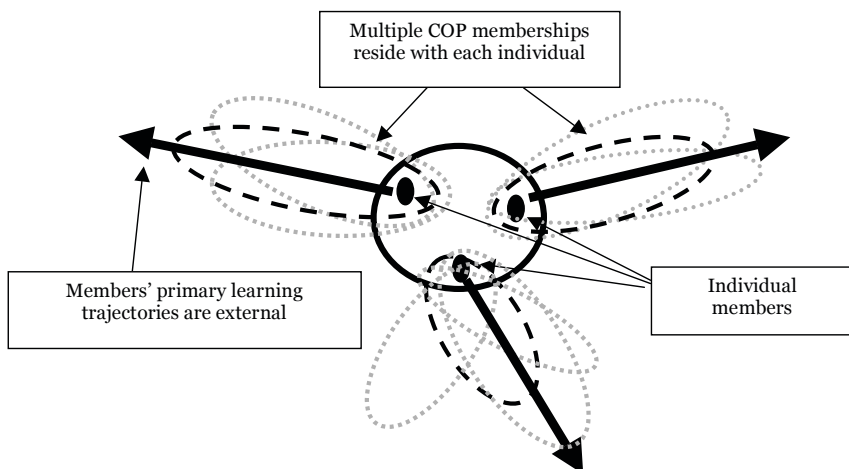 Multiple COP memberships
reside with each individual
Members’ primary learning
trajectories are external
Individual
members